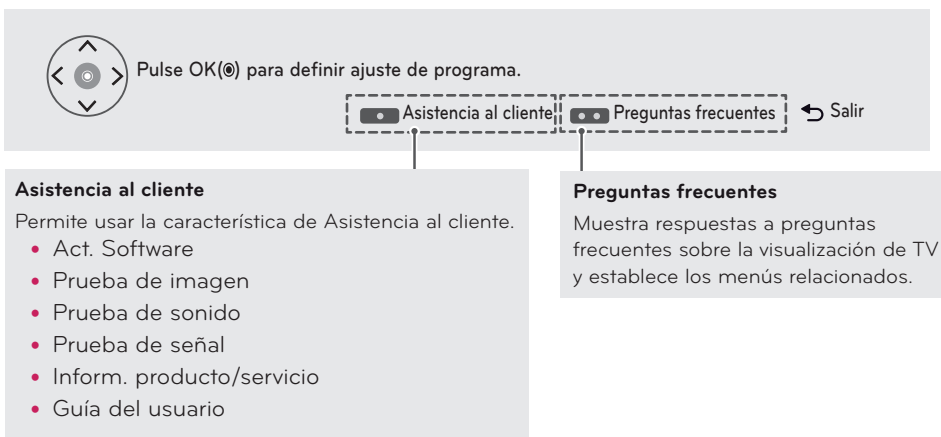 Pulse OK(◉) para definir ajuste de programa.
Asistencia al cliente Preguntas frecuentes Salir
Asistencia al cliente
Permite usar la característica de Asistencia al cliente.
• Act. Software
• Prueba de imagen
• Prueba de sonido
• Prueba de señal
• Inform. producto/servicio
• Guía del usuario
Preguntas frecuentes
Muestra respuestas a preguntas
frecuentes sobre la visualización de TV
y establece los menús relacionados.